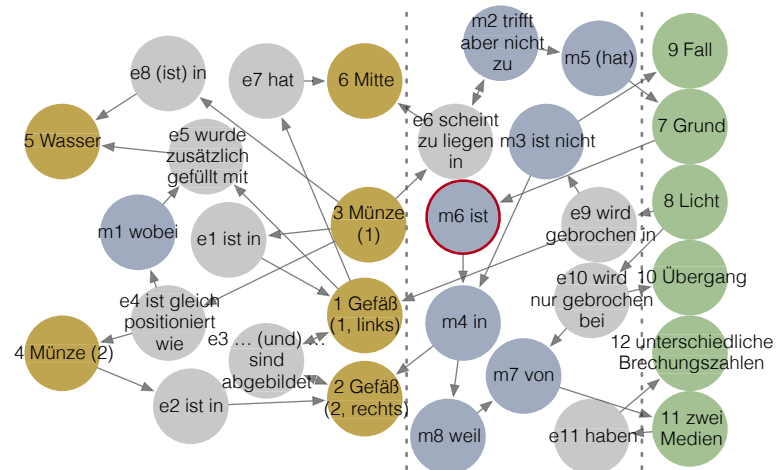 m2 trifft
aber nicht
zu
m5 (hat)
9 Fall
e8 (ist) in
e7 hat
6 Mitte
e6 scheint
zu liegen
in
m3 ist nicht
7 Grund
5 Wasser
e5 wurde
zusätzlich
gefüllt mit
m1 wobei
e1 ist in
3 Münze
(1)
m6 ist
e9 wird
gebrochen in
8 Licht
e4 ist gleich
positioniert
wie
1 Gefäß
(1, links)
e10 wird
nur gebrochen
bei
10 Übergang
4 Münze (2)
e3 ... (und) ...
sind
abgebildet
m4 in
12 unterschiedliche
Brechungszahlen
e2 ist in
2 Gefäß
(2, rechts)
m7 von
m8 weil
e11 haben
11 zwei
Medien